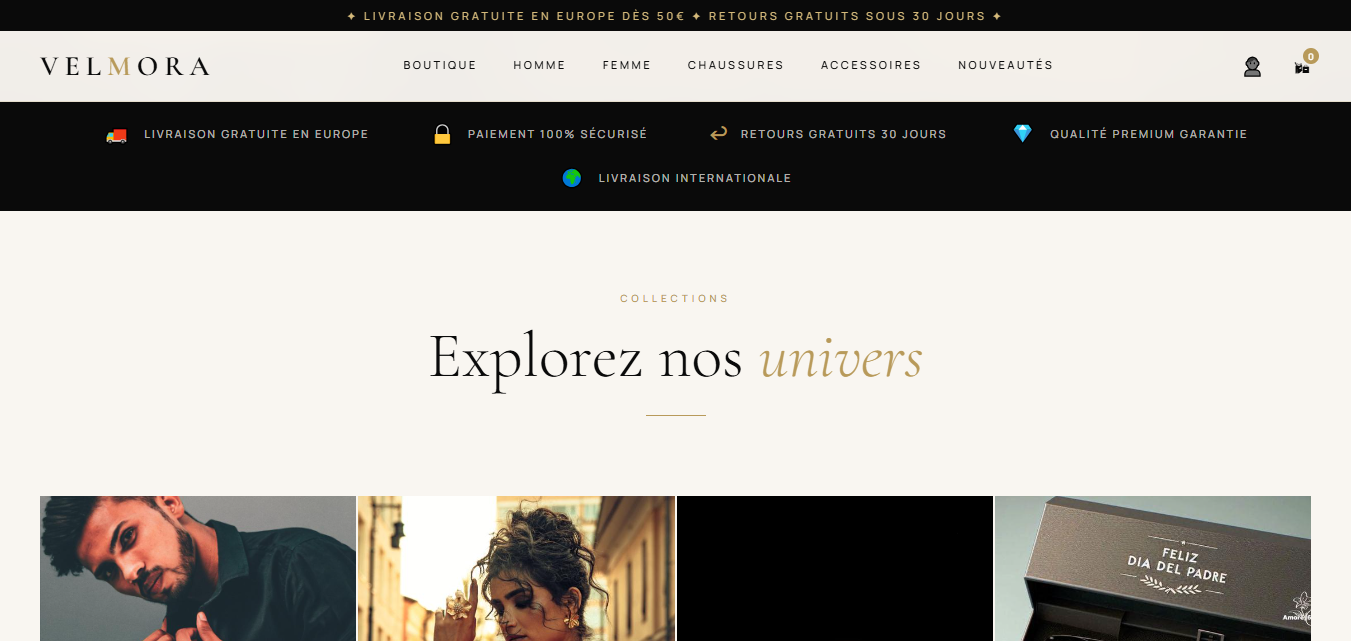 ✦ LIVRAISON GRATUITE EN EUROPE DÈS 50€ ✦ RETOURS GRATUITS SOUS 30 JOURS ✦
VELMORA
BOUTIQUE HOMME FEMME CHAUSSURES ACCESSOIRES NOUVEAUTÉS
0
LIVRAISON GRATUITE EN EUROPE PAIEMENT 100% SÉCURISÉ RETOURS GRATUITS 30 JOURS QUALITÉ PREMIUM GARANTIE
LIVRAISON INTERNATIONALE
COLLECTIONS
Explorez nos univers
FELIZ
DIA DEL PADRE